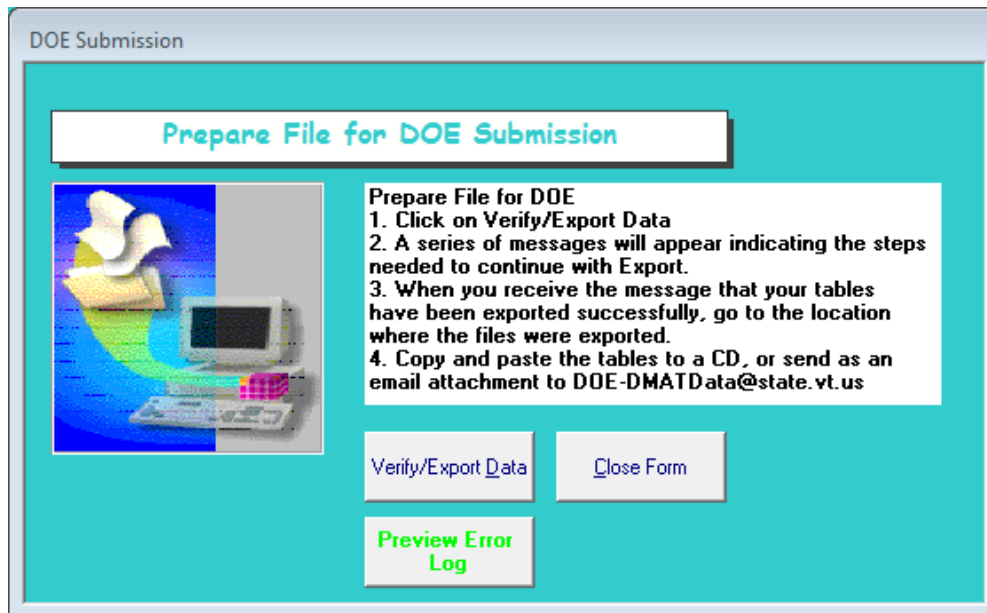 DOE Submission
Prepare File for DOE Submission
Prepare File for DOE
1. Click on Verify/Export Data
2. A series of messages will appear indicating the steps
needed to continue with Export.
3. When you receive the message that your tables
have been exported successfully, go to the location
where the files were exported.
4. Copy and paste the tables to a CD, or send as an
email attachment to DOE-DMATData@state.vt.us
Verify/Export Data
Close Form
Preview Error
Log